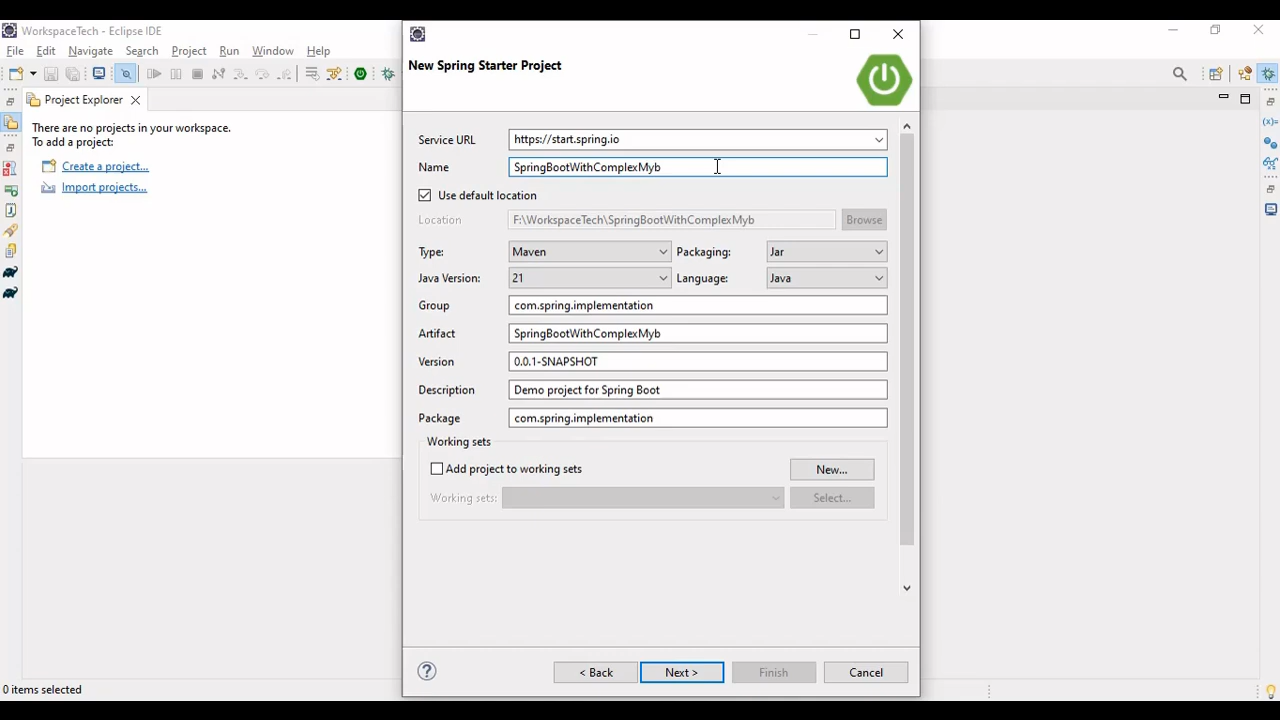 WorkspaceTech - Eclipse IDE
File Edit Navigate Search Project Run Window Help
Project Explorer
There are no projects in your workspace.
To add a project:
Create a project...
Import projects...
0 items selected
New Spring Starter Project
Service URL https://start.spring.io
Name SpringBootWithComplexMyb
Use default location
Location F:\WorkspaceTech\SpringBootWithComplexMyb Browse
Type: Maven Packaging: Jar
Java Version: 21 Language: Java
Group com.spring.implementation
Artifact SpringBootWithComplexMyb
Version 0.0.1-SNAPSHOT
Description Demo project for Spring Boot
Package com.spring.implementation
Working sets
Add project to working sets New...
Working sets: Select...
< Back Next > Finish Cancel